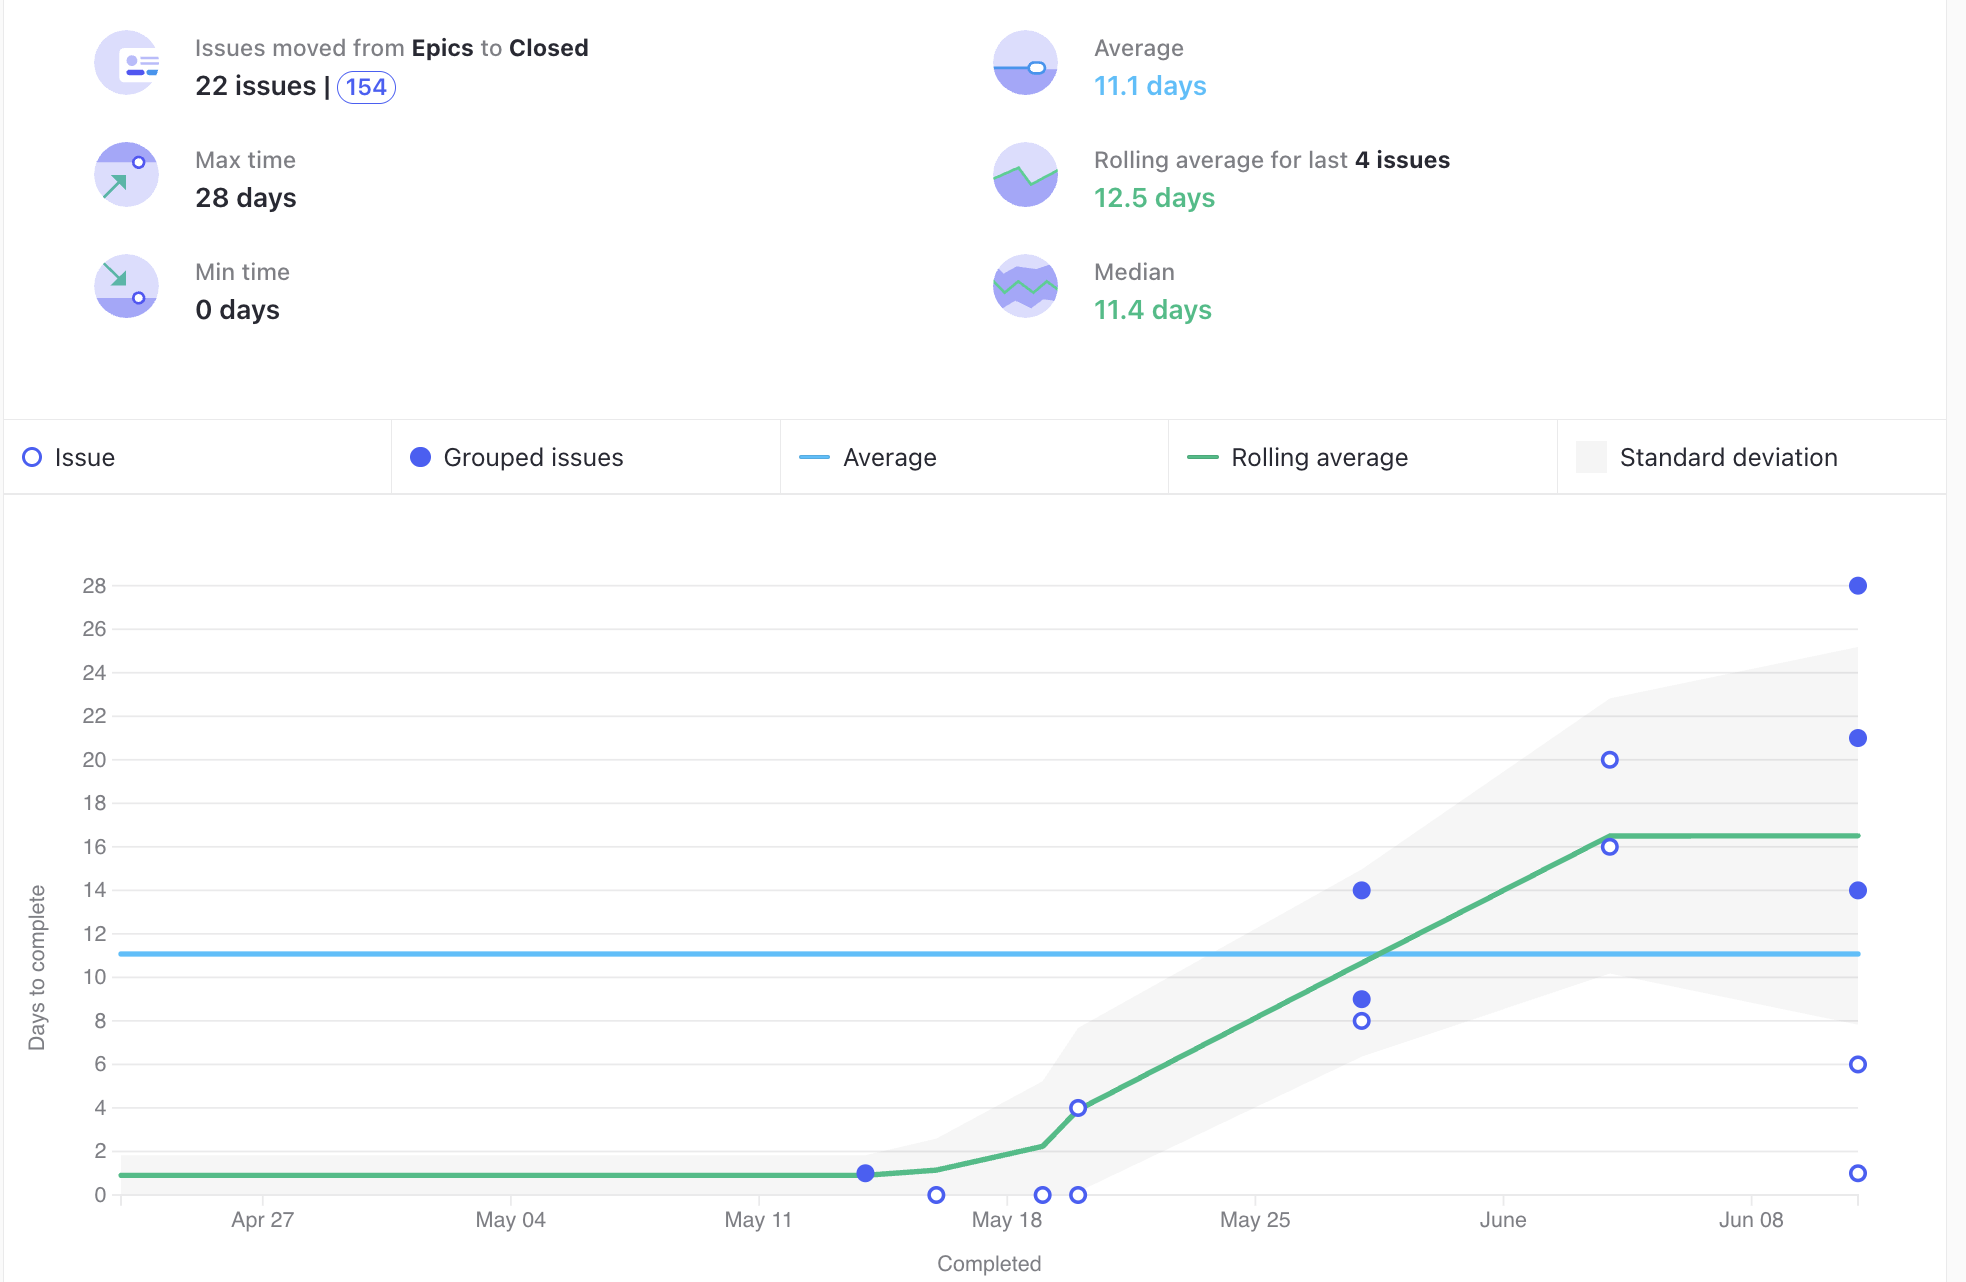 Issues moved from Epics to Closed
22 issues | 154
Average
11.1 days
Max time
28 days
Rolling average for last 4 issues
12.5 days
Min time
0 days
Median
11.4 days
Issue
Grouped issues
Average
Rolling average
Standard deviation
28
26
24
22
20
18
16
14
12
10
8
6
4
2
0
Days to complete
Apr 27
May 04
May 11
May 18
May 25
June
Jun 08
Completed